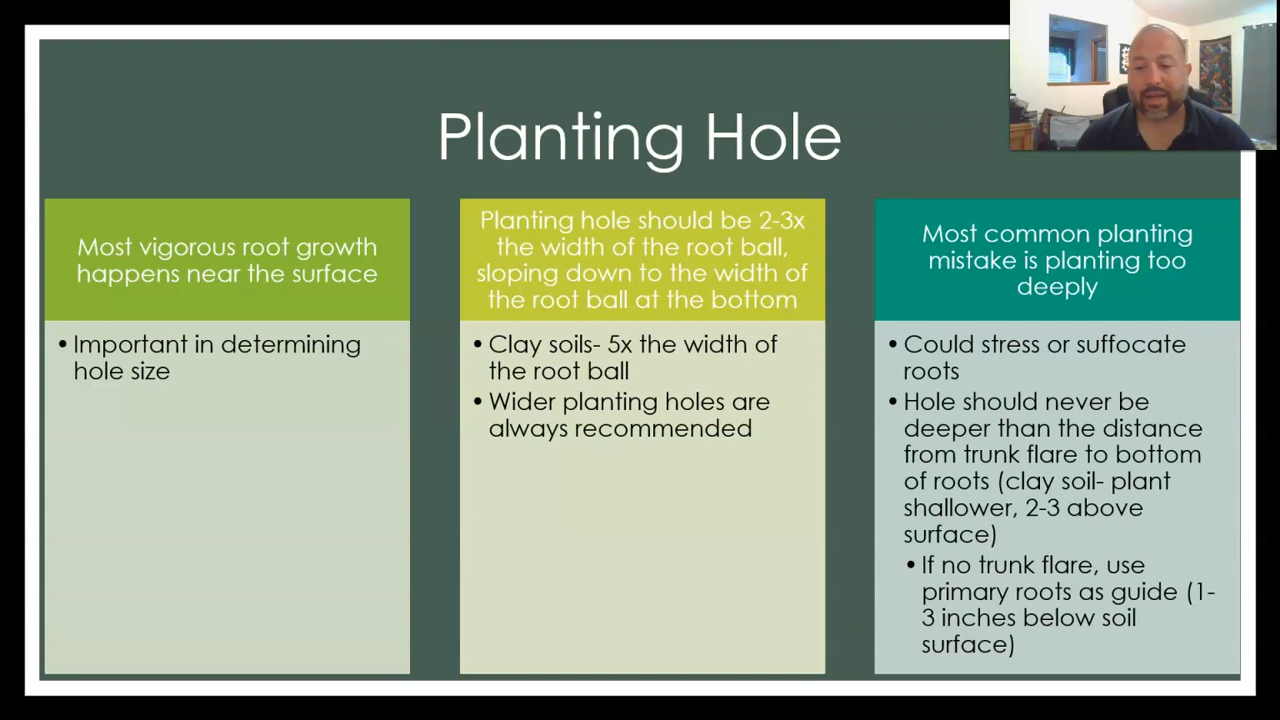 Planting Hole
Most vigorous root growth
happens near the surface
• Important in determining
hole size
Planting hole should be 2-3x
the width of the root ball,
sloping down to the width of
the root ball at the bottom
• Clay soils- 5x the width of
the root ball
• Wider planting holes are
always recommended
Most common planting
mistake is planting too
deeply
• Could stress or suffocate
roots
• Hole should never be
deeper than the distance
from trunk flare to bottom
of roots (clay soil- plant
shallower, 2-3 above
surface)
• If no trunk flare, use
primary roots as guide (1-
3 inches below soil
surface)